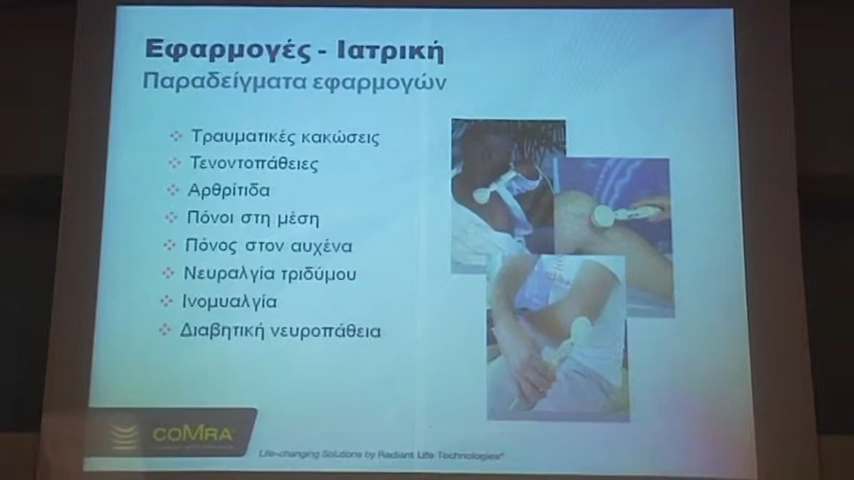 Εφαρμογές - Ιατρική
Παραδείγματα εφαρμογών
Τραυματικές κακώσεις
Τενοντοπάθειες
Αρθρίτιδα
Πόνοι στη μέση
Πόνος στον αυχένα
Νευραλγία τριδύμου
Ινομυαλγία
Διαβητική νευροπάθεια
COMRA
Life-changing Solutions by Radiant Life Technologies